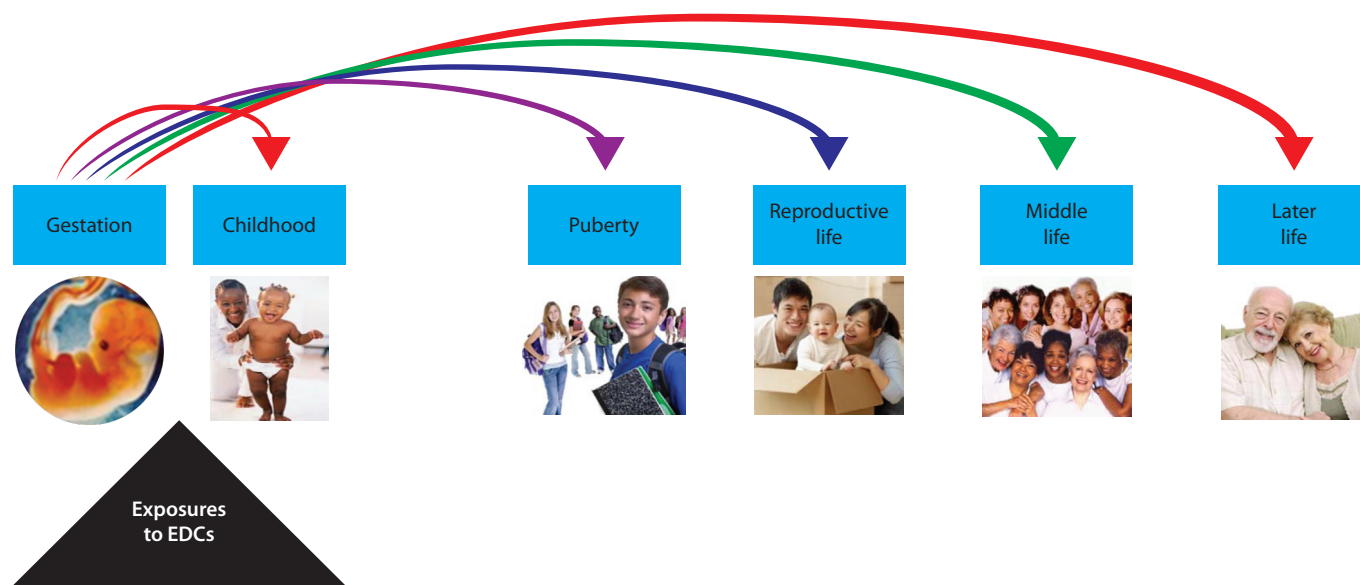 Gestation
Childhood
Puberty
Reproductive
life
Middle
life
Later
life
Exposures
to EDCs